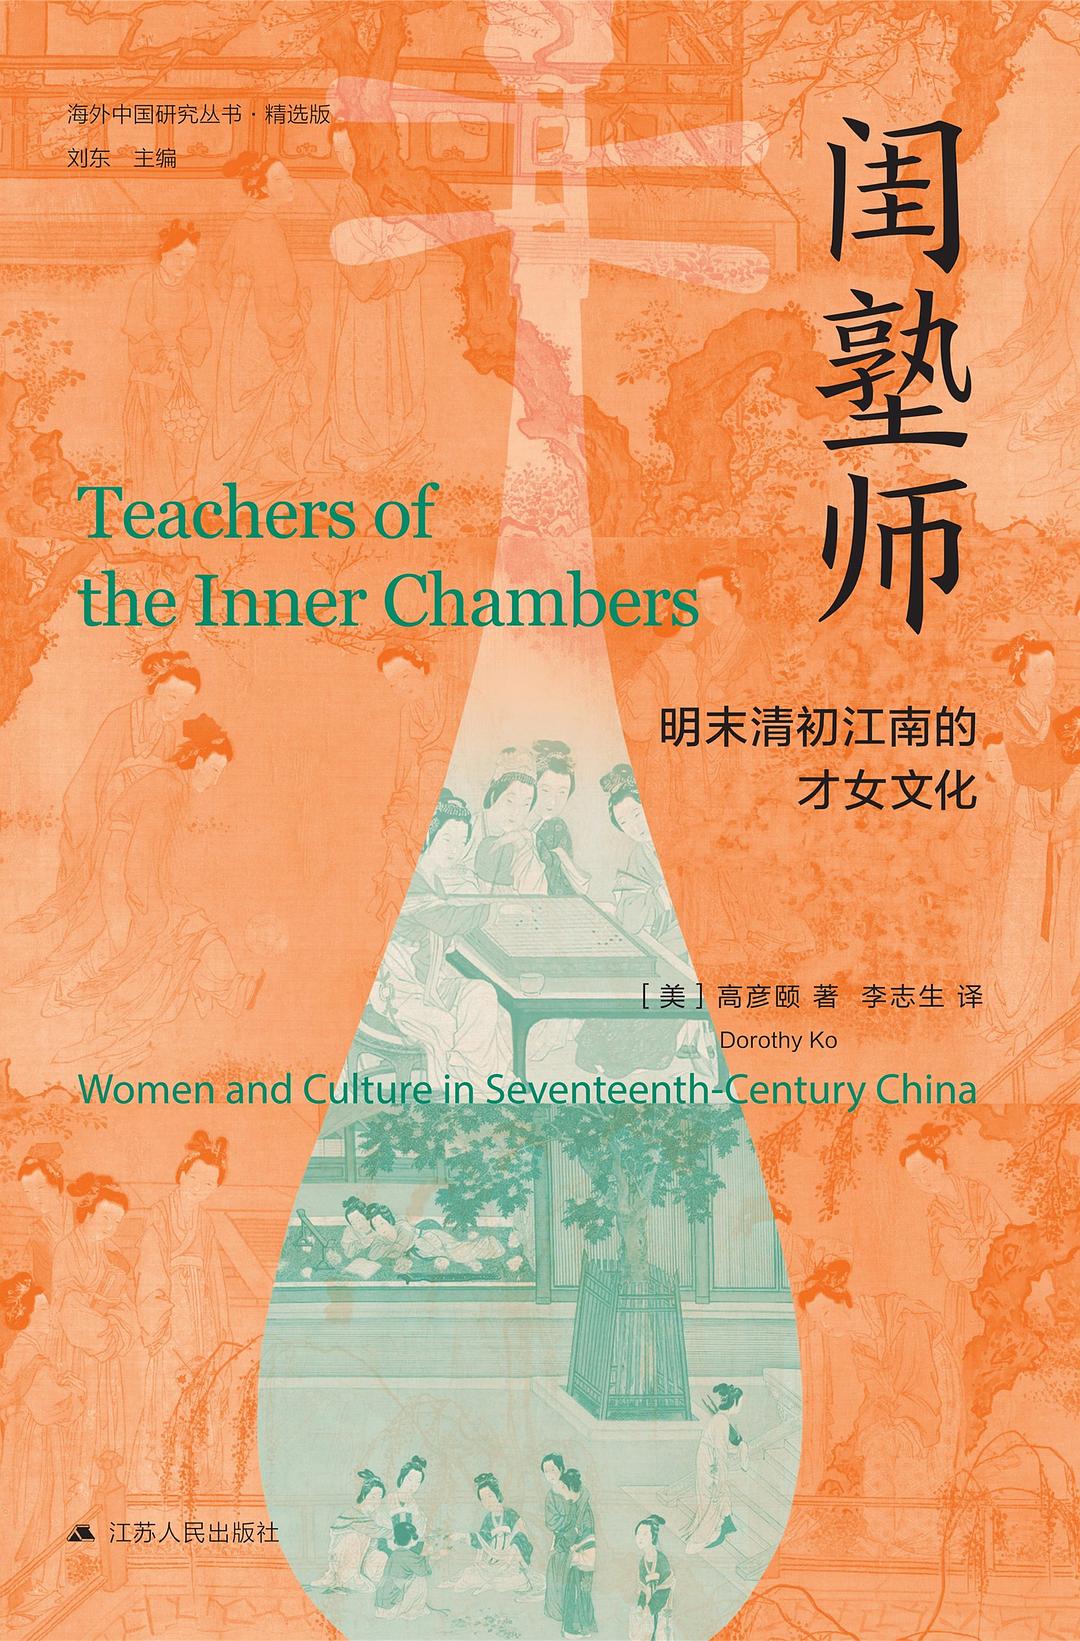 海外中国研究丛书·精选版
刘东 主编
闺塾师
Teachers of
the Inner Chambers
明末清初江南的
才女文化
[美] 高彦颐 著 李志生 译
Dorothy Ko
Women and Culture in Seventeenth-Century China
江苏人民出版社